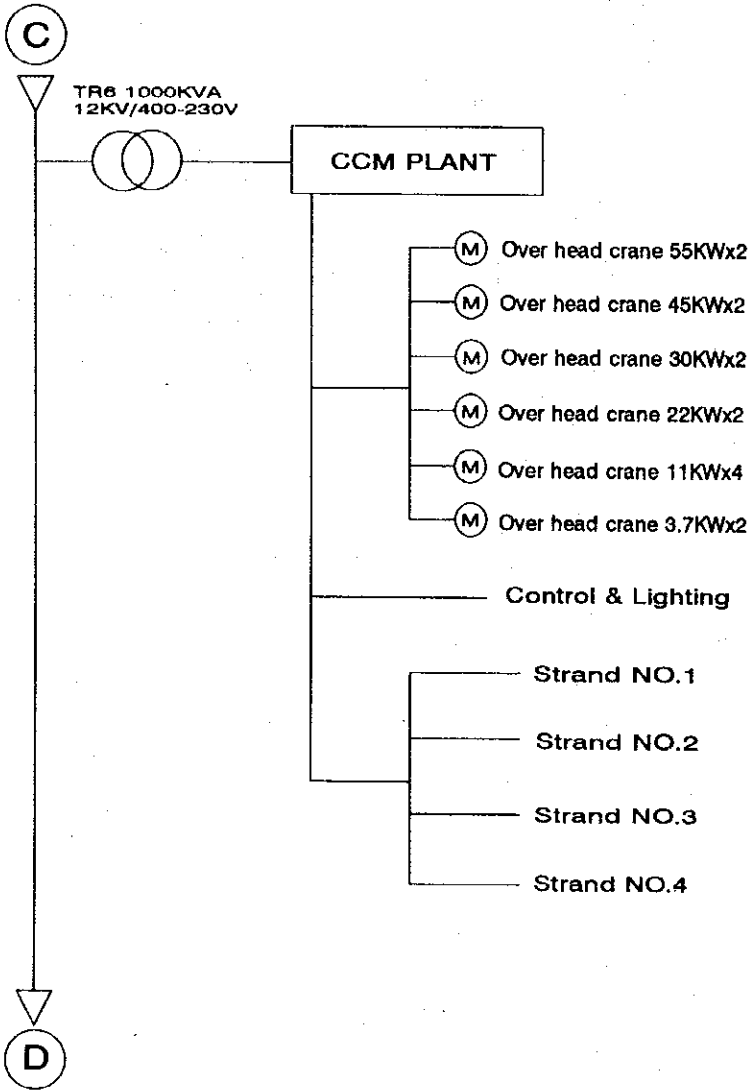 C
TR6 1000KVA
12KV/400-230V
CCM PLANT
M Over head crane 55KWx2
M Over head crane 45KWx2
M Over head crane 30KWx2
M Over head crane 22KWx2
M Over head crane 11KWx4
M Over head crane 3.7KWx2
Control & Lighting
Strand NO.1
Strand NO.2
Strand NO.3
Strand NO.4
D